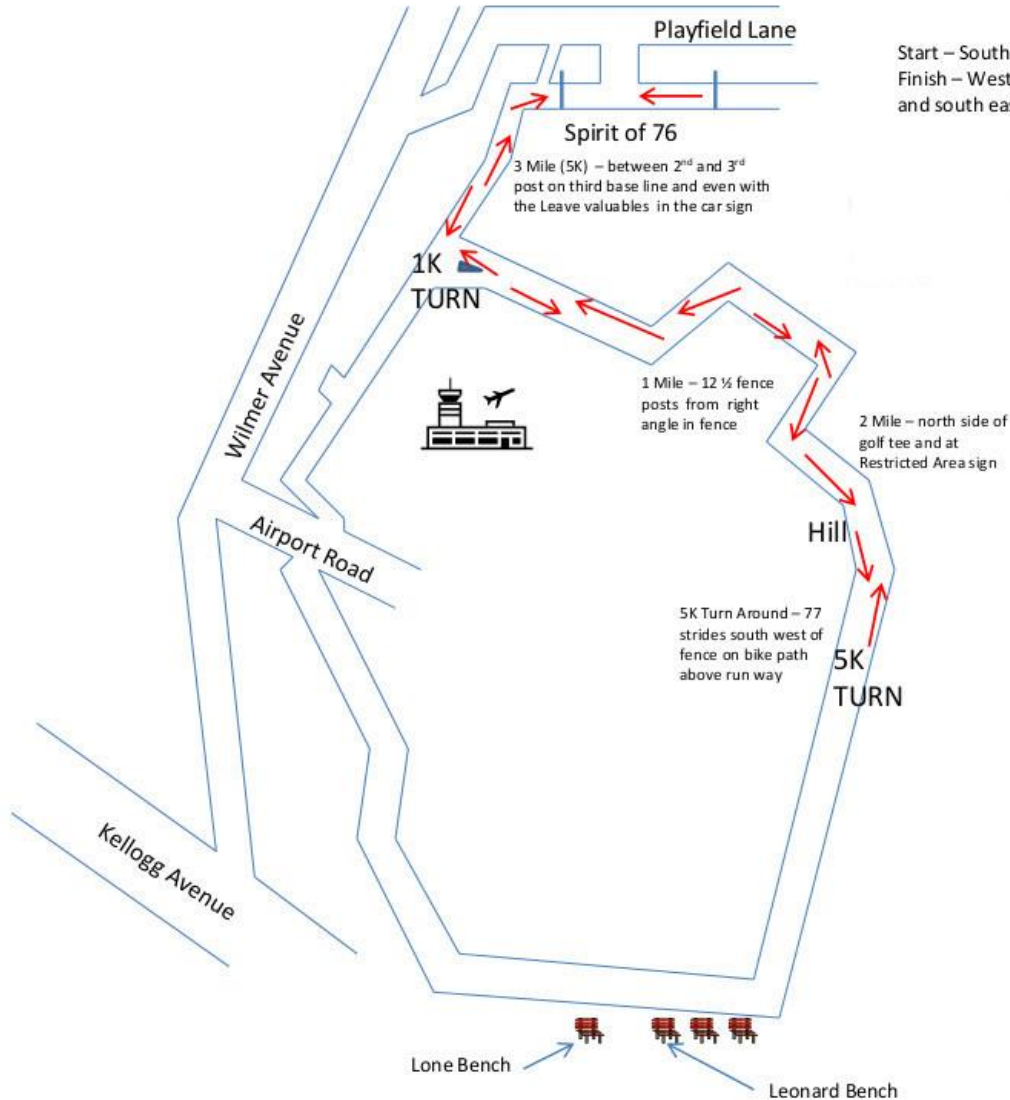 Playfield Lane
Start – South
Finish – West
and south eas
Spirit of 76
3 Mile (5K) – between 2nd and 3rd
post on third base line and even with
the Leave valuables in the car sign
1K
TURN
Wilmer Avenue
1 Mile – 12 ½ fence
posts from right
angle in fence
2 Mile – north side of
golf tee and at
Restricted Area sign
Hill
Airport Road
5K Turn Around – 77
strides south west of
fence on bike path
above run way
5K
TURN
Kellogg Avenue
Lone Bench
Leonard Bench